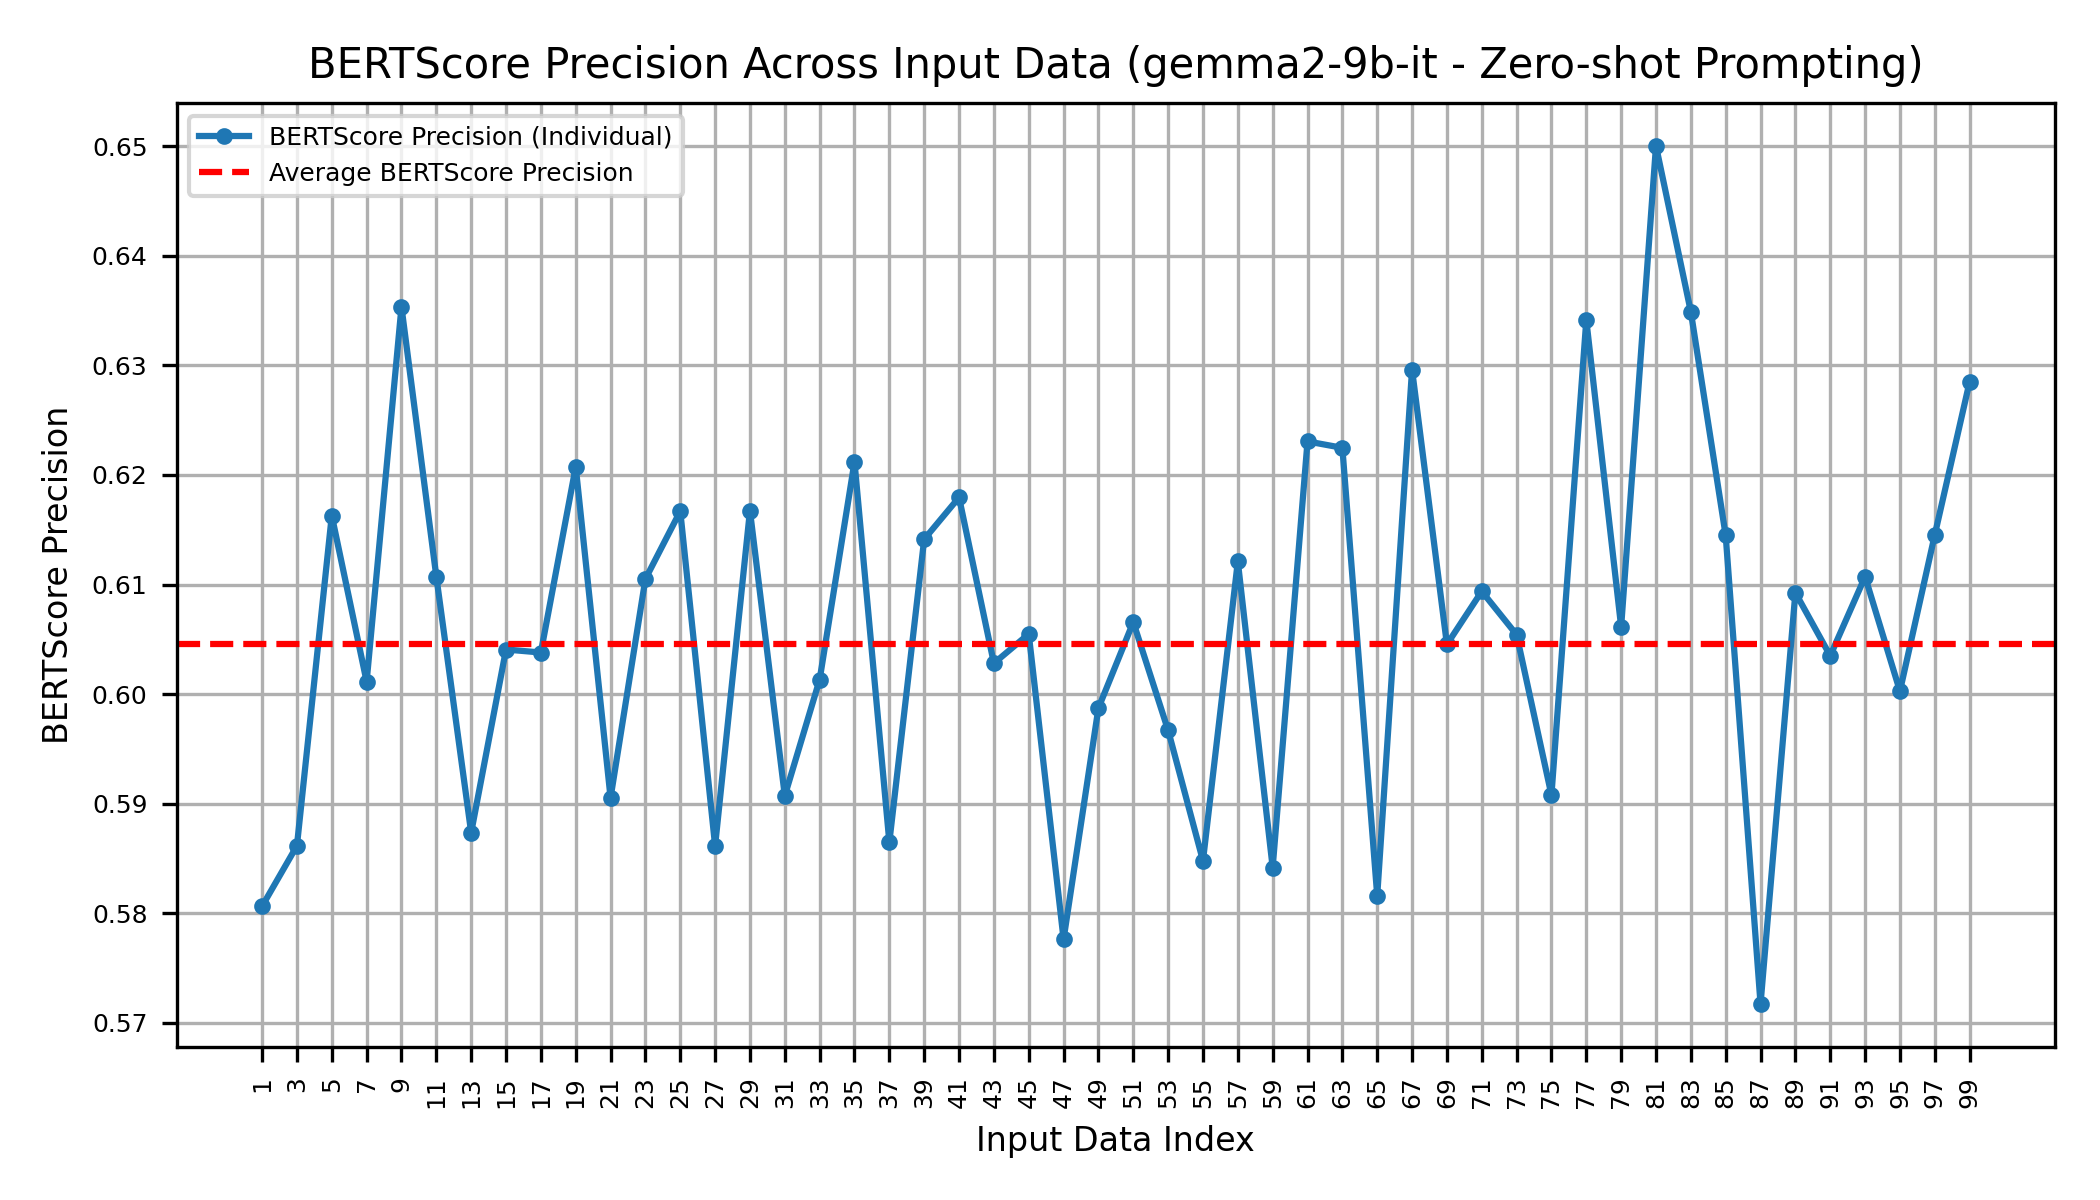 BERTScore Precision Across Input Data (gemma2-9b-it - Zero-shot Prompting)
BERTScore Precision (Individual)
Average BERTScore Precision
BERTScore Precision
0.65
0.64
0.63
0.62
0.61
0.60
0.59
0.58
0.57
1 3 5 7 9 11 13 15 17 19 21 23 25 27 29 31 33 35 37 39 41 43 45 47 49 51 53 55 57 59 61 63 65 67 69 71 73 75 77 79 81 83 85 87 89 91 93 95 97 99
Input Data Index